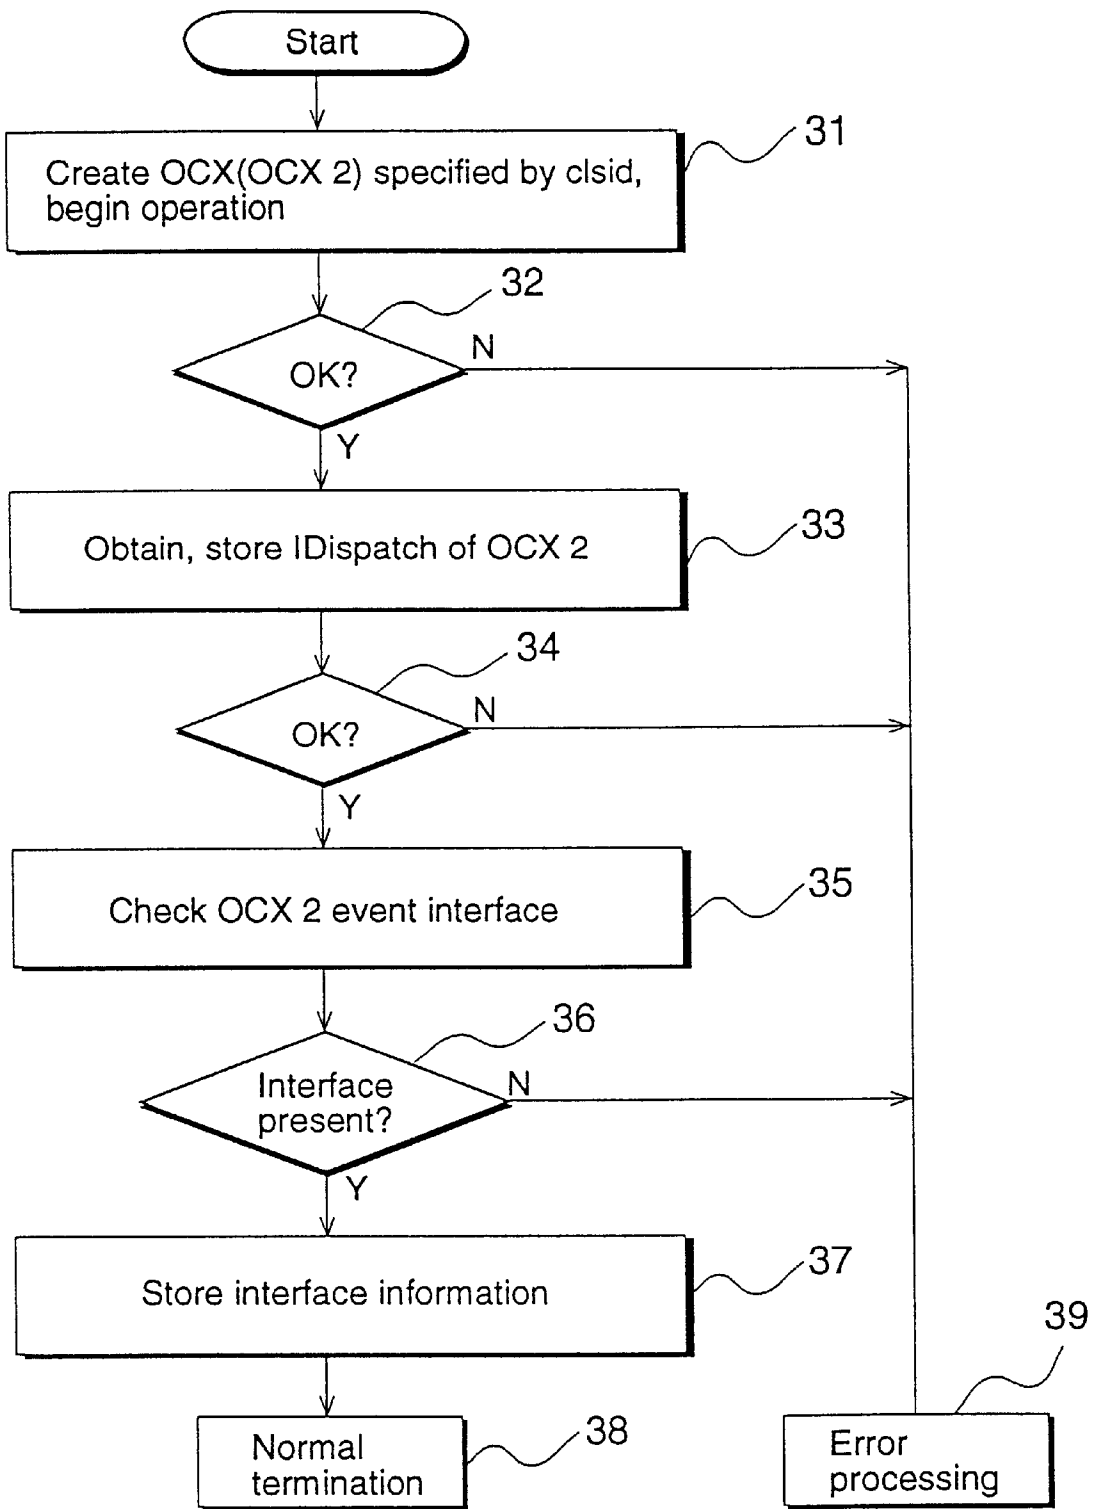 Start
31
Create OCX(OCX 2) specified by clsid,
begin operation
32
N
OK?
Y
33
Obtain, store IDispatch of OCX 2
34
N
OK?
Y
35
Check OCX 2 event interface
36
N
Interface
present?
Y
37
Store interface information
39
38
Normal
termination
Error
processing